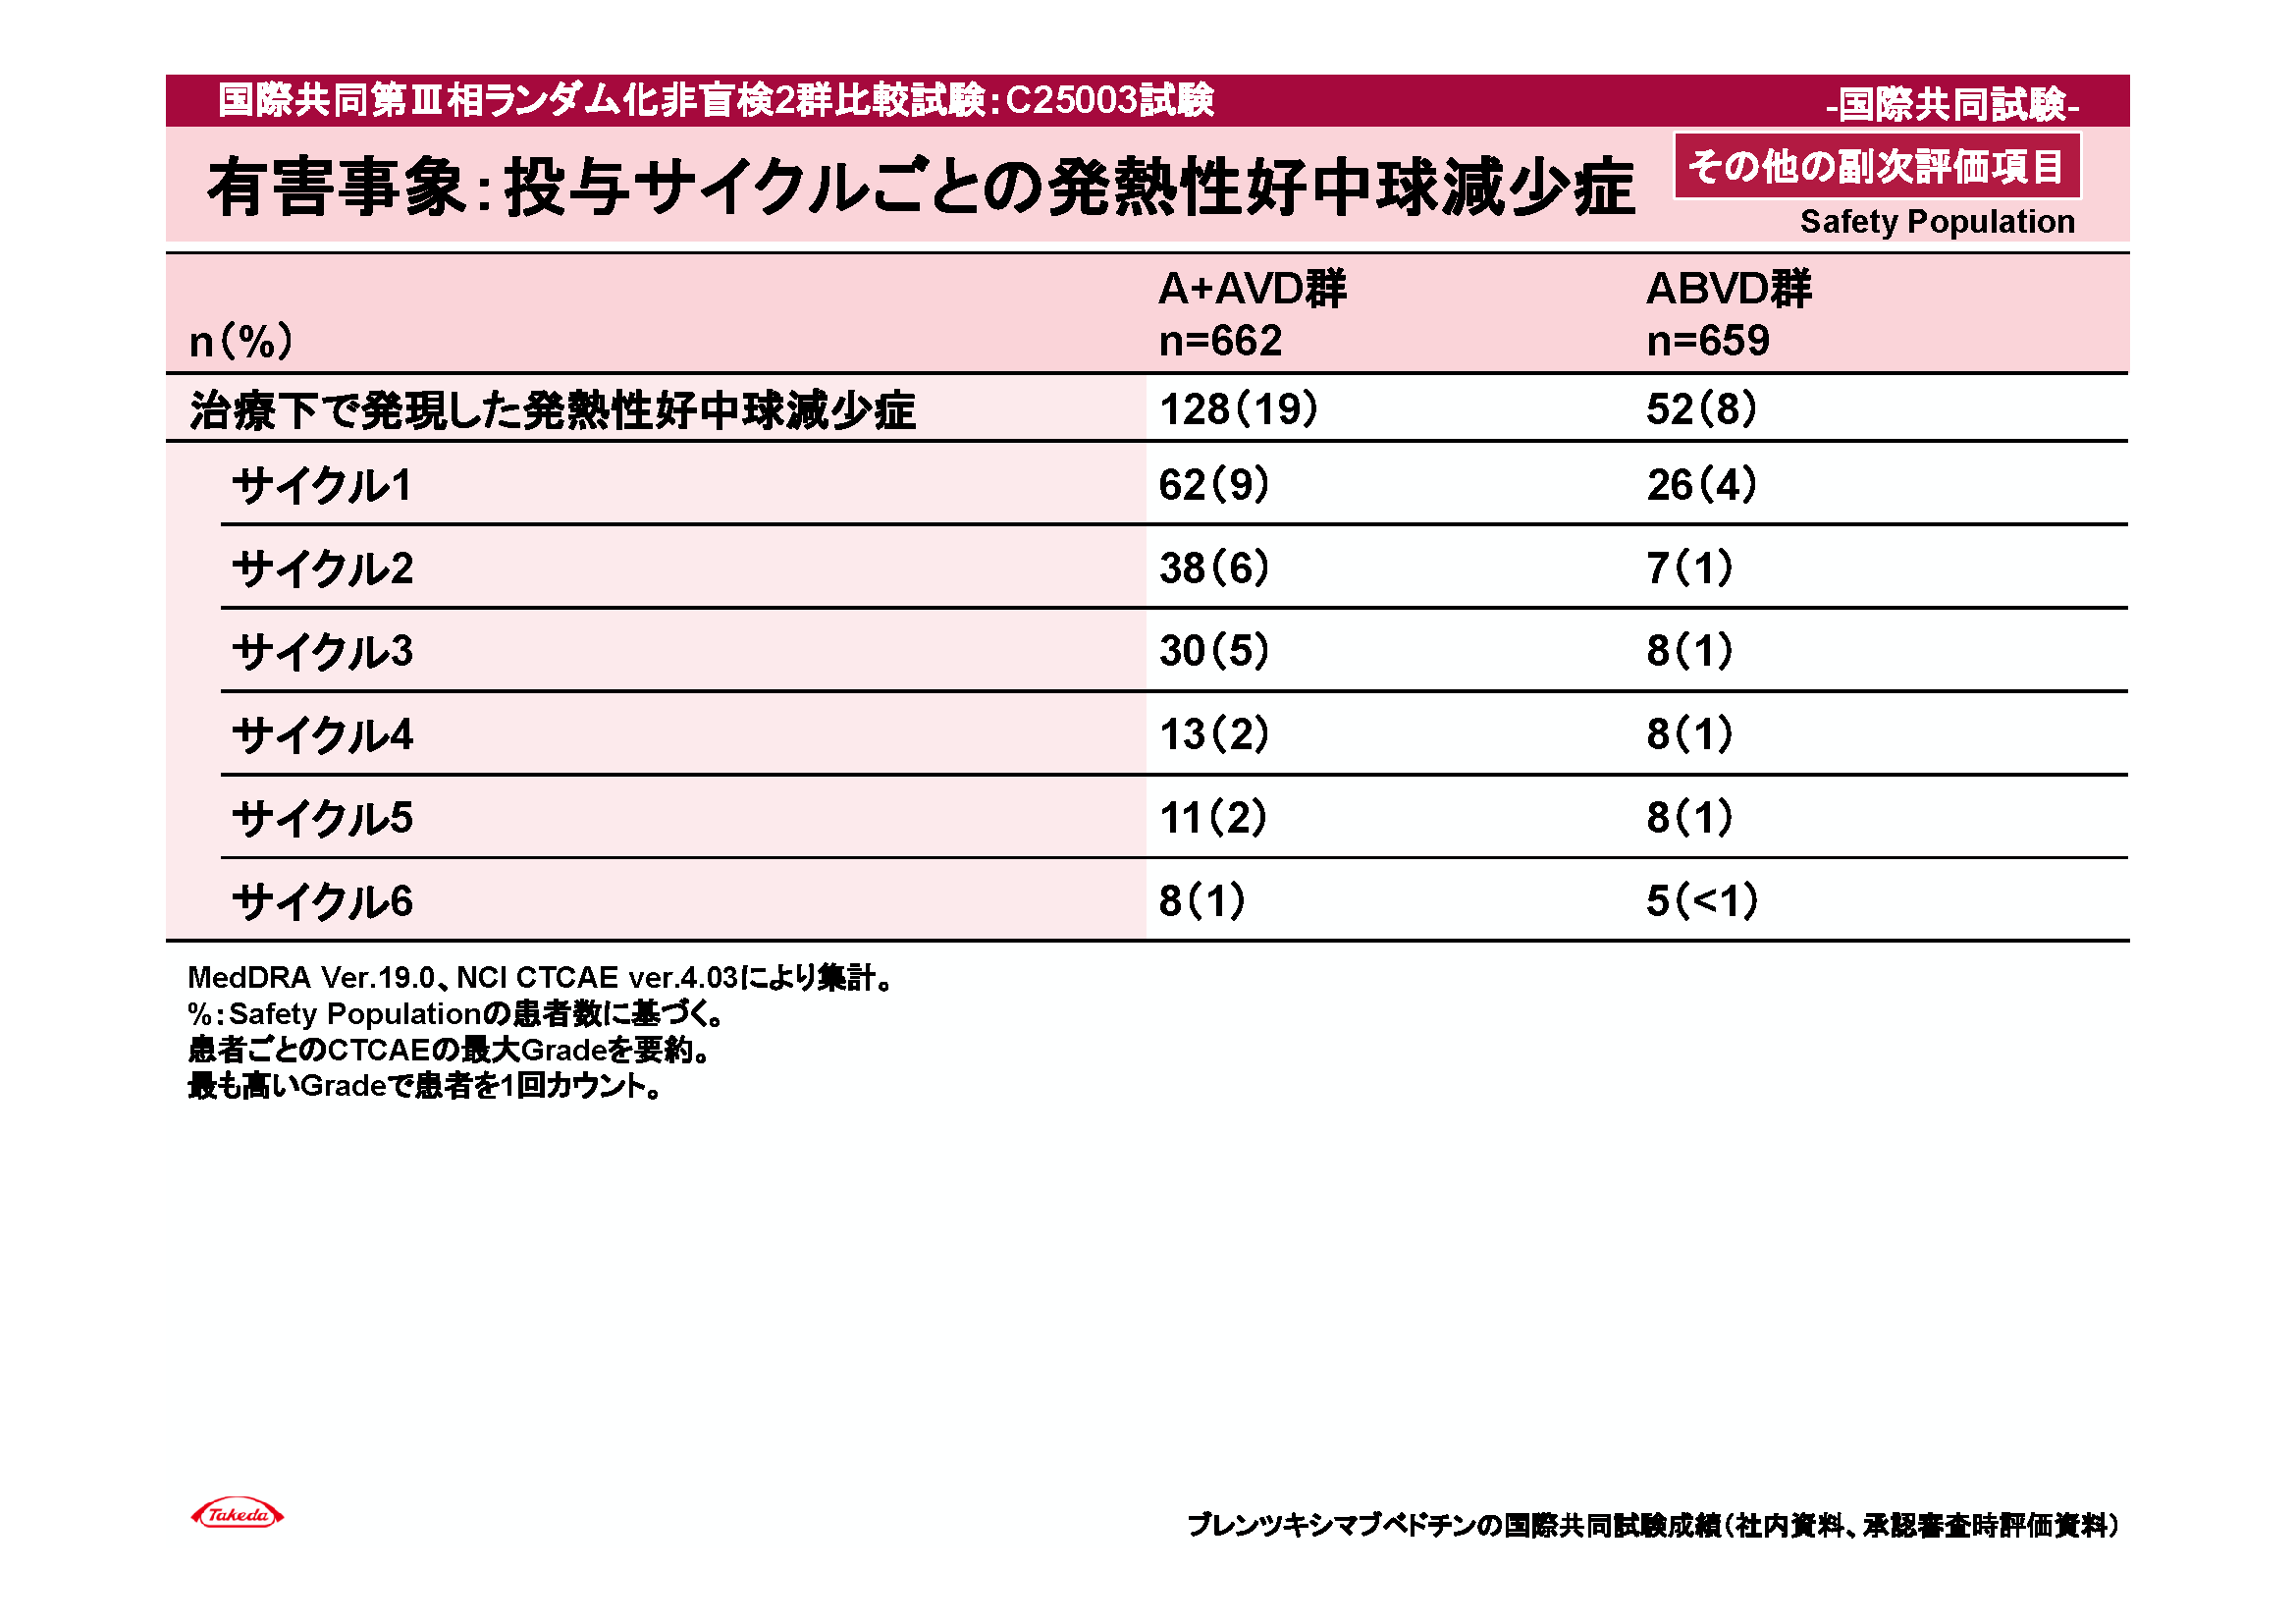 国際共同第Ⅲ相ランダム化非盲検2群比較試験：C25003試験
-国際共同試験-
有害事象：投与サイクルごとの発熱性好中球減少症
その他の副次評価項目
Safety Population
n（%） A+AVD群 n=662 ABVD群 n=659
治療下で発現した発熱性好中球減少症 128（19） 52（8）
サイクル1 62（9） 26（4）
サイクル2 38（6） 7（1）
サイクル3 30（5） 8（1）
サイクル4 13（2） 8（1）
サイクル5 11（2） 8（1）
サイクル6 8（1） 5（<1）
MedDRA Ver.19.0、NCI CTCAE ver.4.03により集計。
%：Safety Populationの患者数に基づく。
患者ごとのCTCAEの最大Gradeを要約。
最も高いGradeで患者を1回カウント。
Takeda
ブレンツキシマブベドチンの国際共同試験成績（社内資料、承認審査時評価資料）